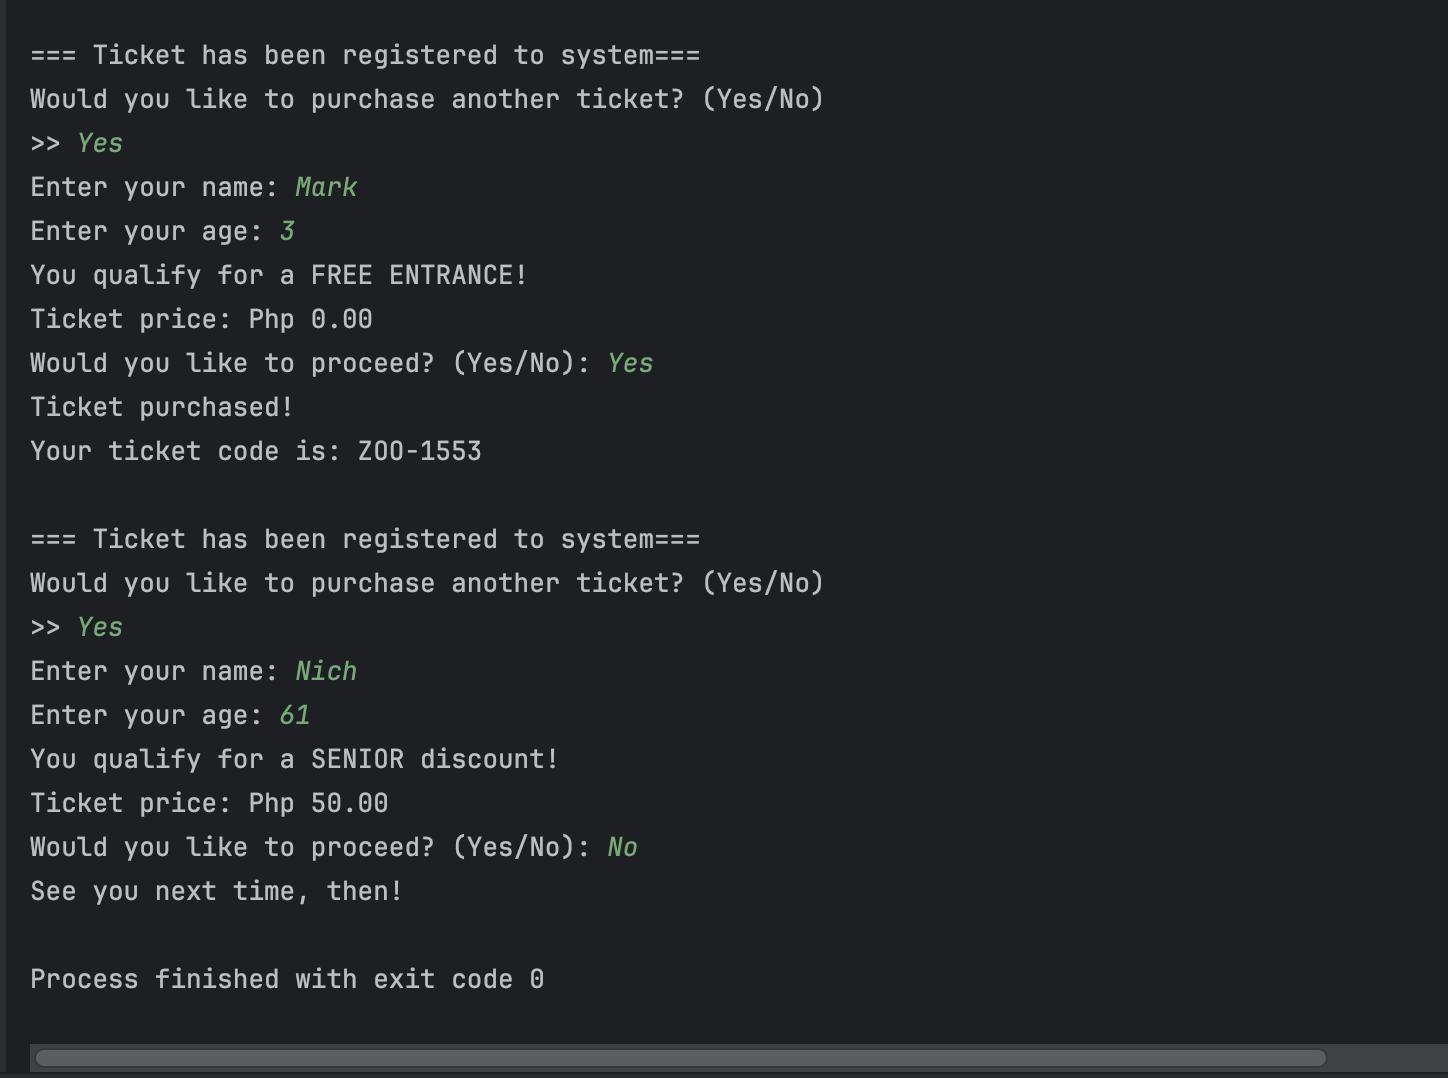 === Ticket has been registered to system===
Would you like to purchase another ticket? (Yes/No)
>> Yes
Enter your name: Mark
Enter your age: 3
You qualify for a FREE ENTRANCE!
Ticket price: Php 0.00
Would you like to proceed? (Yes/No): Yes
Ticket purchased!
Your ticket code is: ZOO-1553
=== Ticket has been registered to system===
Would you like to purchase another ticket? (Yes/No)
>> Yes
Enter your name: Nich
Enter your age: 61
You qualify for a SENIOR discount!
Ticket price: Php 50.00
Would you like to proceed? (Yes/No): No
See you next time, then!
Process finished with exit code 0